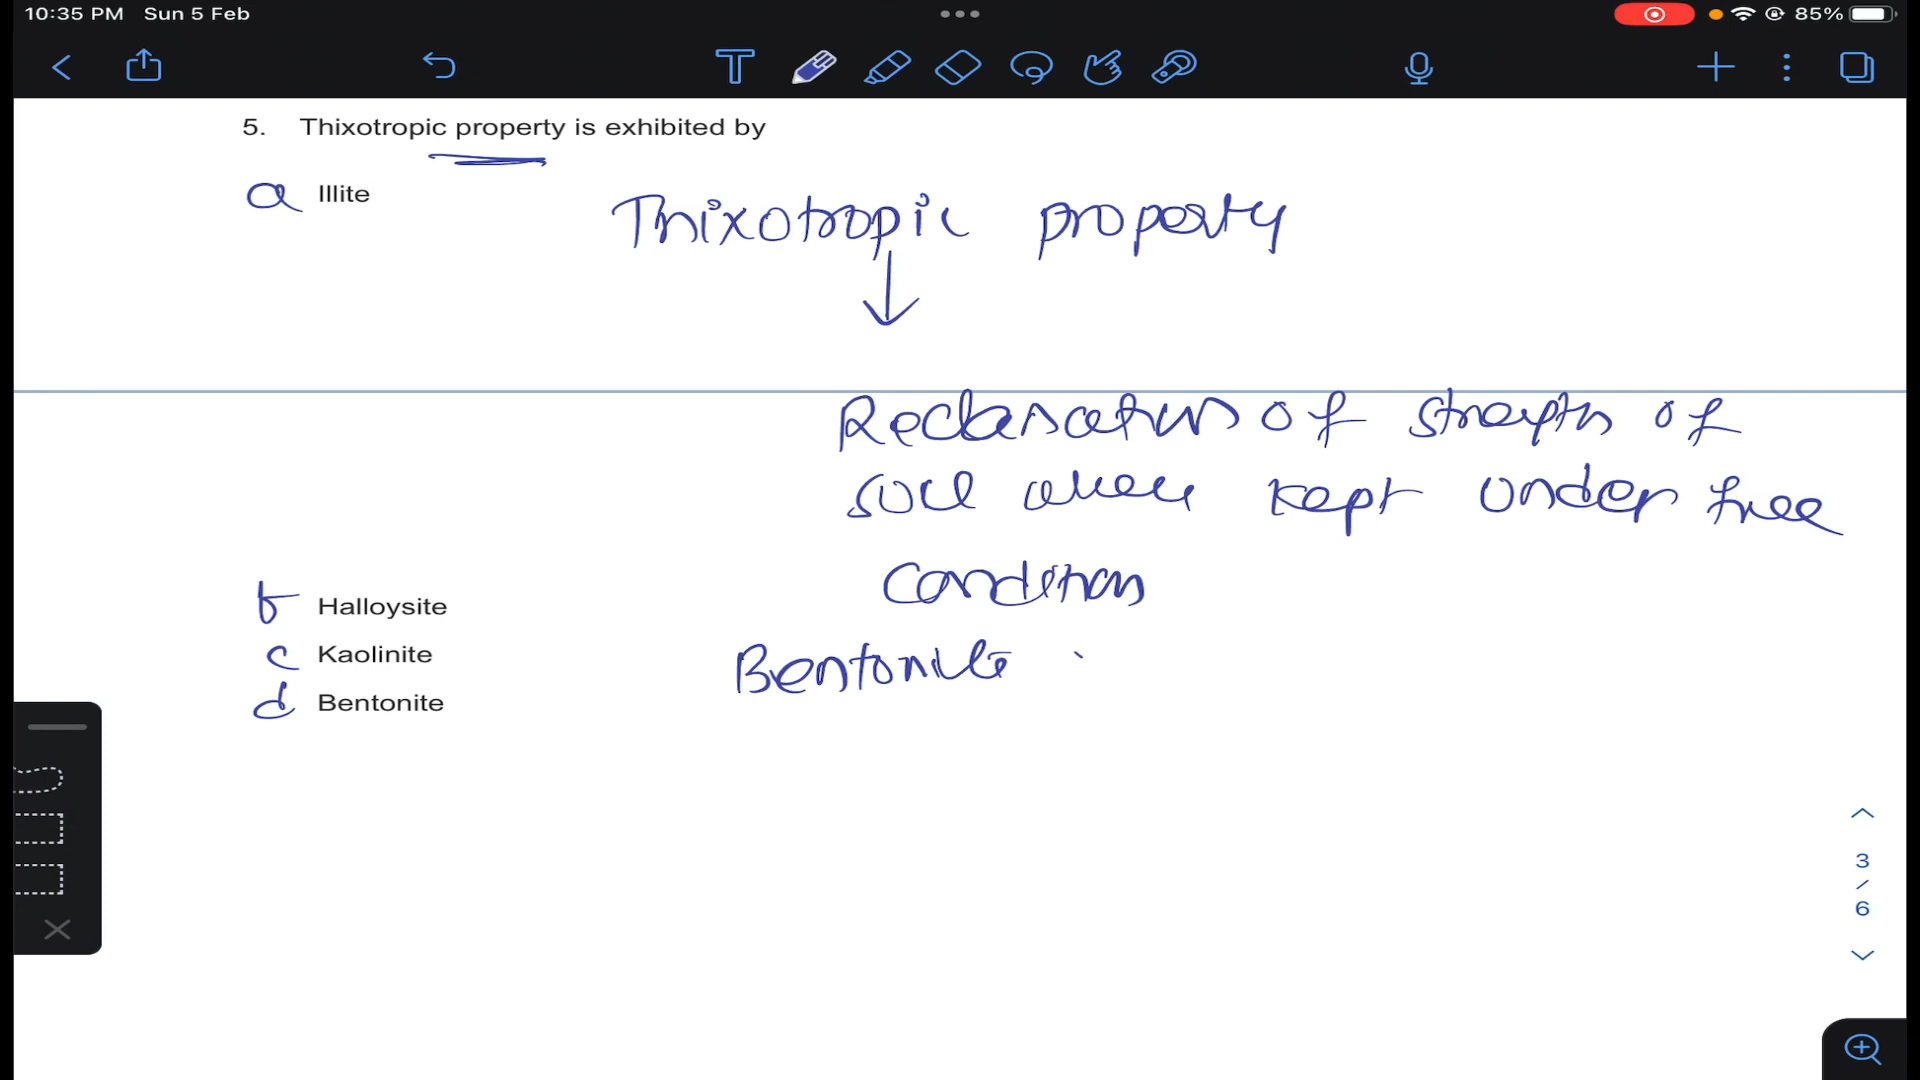 10:35 PM Sun 5 Feb
85%
5. Thixotropic property is exhibited by
a Illite
Thixotropic property
Reclamation of strength of
soil when kept under free
condition
b Halloysite
c Kaolinite
Bentonite
d Bentonite
3
/
6